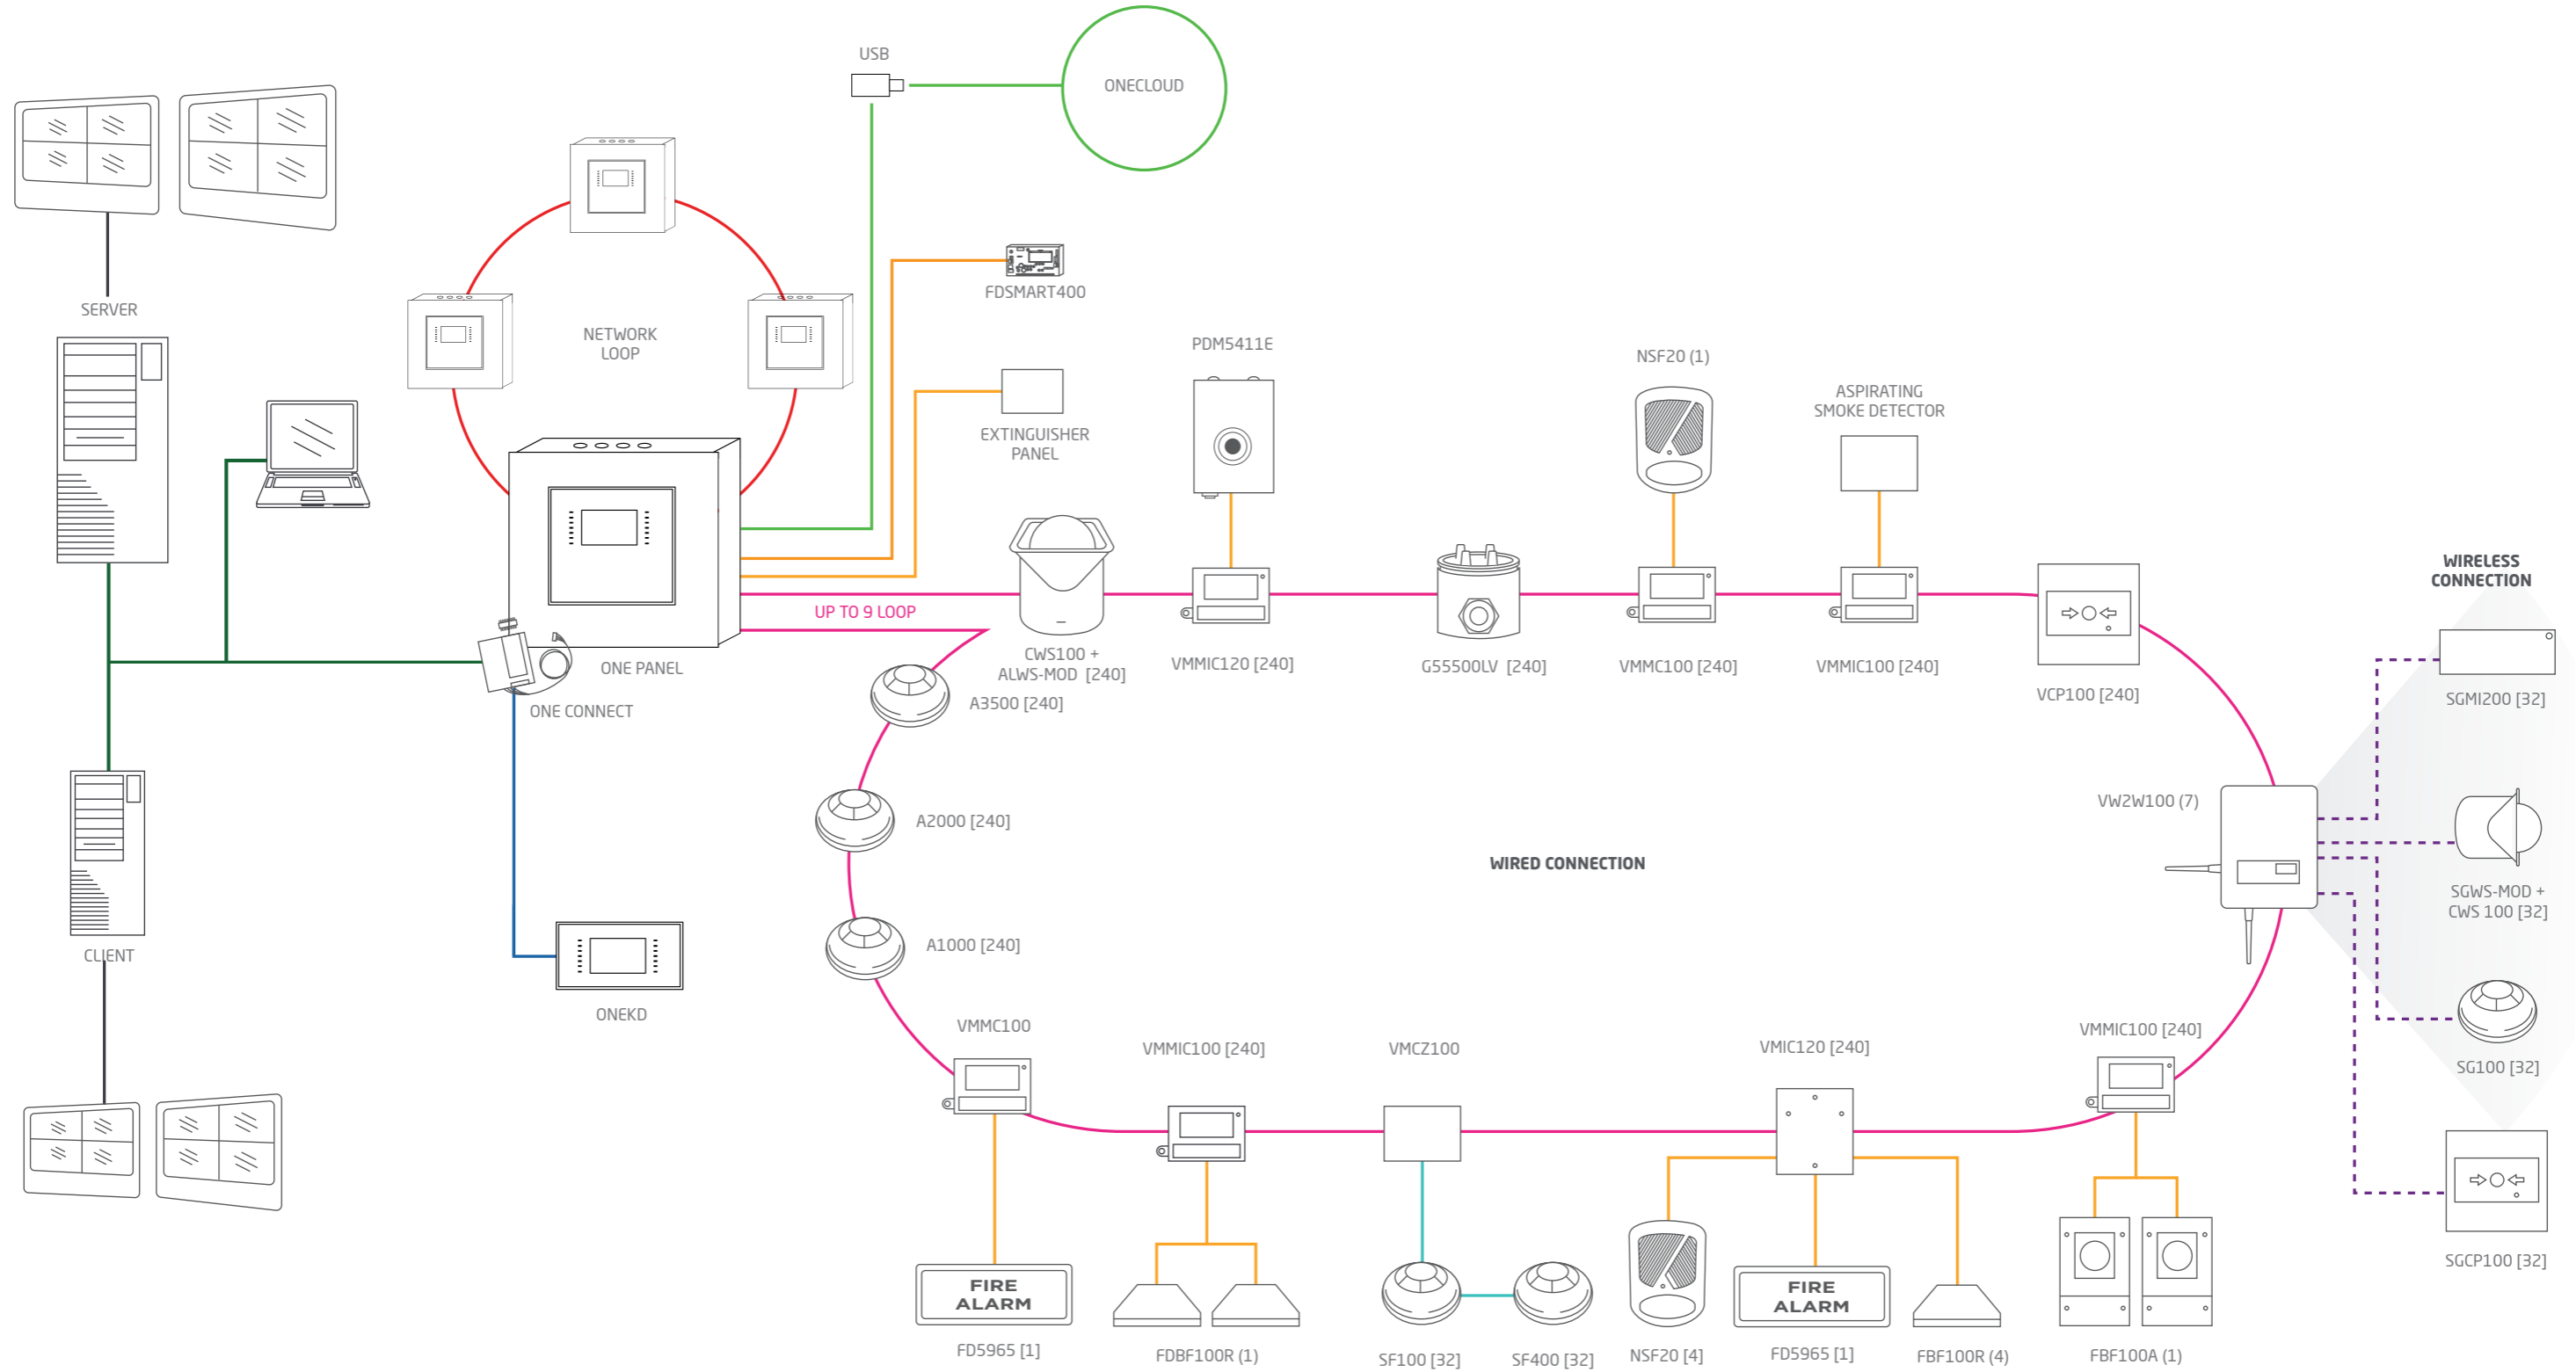 USB
ONECLOUD
SERVER
NETWORK
LOOP
FDSMART400
PDM5411E
NSF20 (1)
ASPIRATING
SMOKE DETECTOR
EXTINGUISHER
PANEL
WIRELESS
CONNECTION
UP TO 9 LOOP
ONE PANEL
CWS100 +
ALWS-MOD [240]
VMMIC120 [240]
G55500LV [240]
VMMC100 [240]
VMMIC100 [240]
VCP100 [240]
SGMI200 [32]
ONE CONNECT
A3500 [240]
VW2W100 (7)
A2000 [240]
WIRED CONNECTION
SGWS-MOD +
CWS 100 [32]
CLIENT
A1000 [240]
ONEKD
VMMC100
VMMIC100 [240]
VMCZ100
VMIC120 [240]
VMMIC100 [240]
SG100 [32]
FIRE
ALARM
FIRE
ALARM
SGCP100 [32]
FD5965 [1]
FDBF100R (1)
SF100 [32]
SF400 [32]
NSF20 [4]
FD5965 [1]
FBF100R (4)
FBF100A (1)